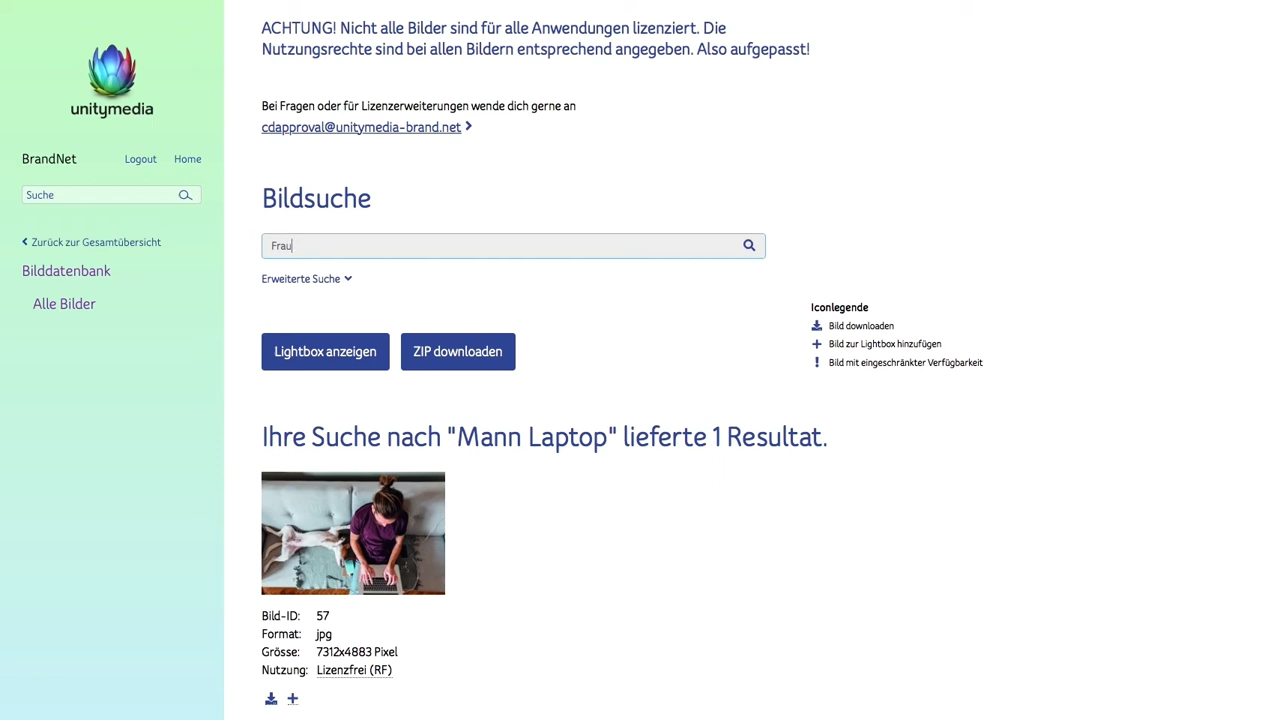 unitymedia
BrandNet Logout Home
Suche
Zurück zur Gesamtübersicht
Bilddatenbank
Alle Bilder
ACHTUNG! Nicht alle Bilder sind für alle Anwendungen lizenziert. Die
Nutzungsrechte sind bei allen Bildern entsprechend angegeben. Also aufgepasst!
Bei Fragen oder für Lizenzerweiterungen wende dich gerne an
cdapproval@unitymedia-brand.net
Bildsuche
Frau
Erweiterte Suche
Lightbox anzeigen ZIP downloaden
Iconlegende
Bild downloaden
Bild zur Lightbox hinzufügen
Bild mit eingeschränkter Verfügbarkeit
Ihre Suche nach "Mann Laptop" lieferte 1 Resultat.
Bild-ID: 57
Format: jpg
Grösse: 7312x4883 Pixel
Nutzung: Lizenzfrei (RF)